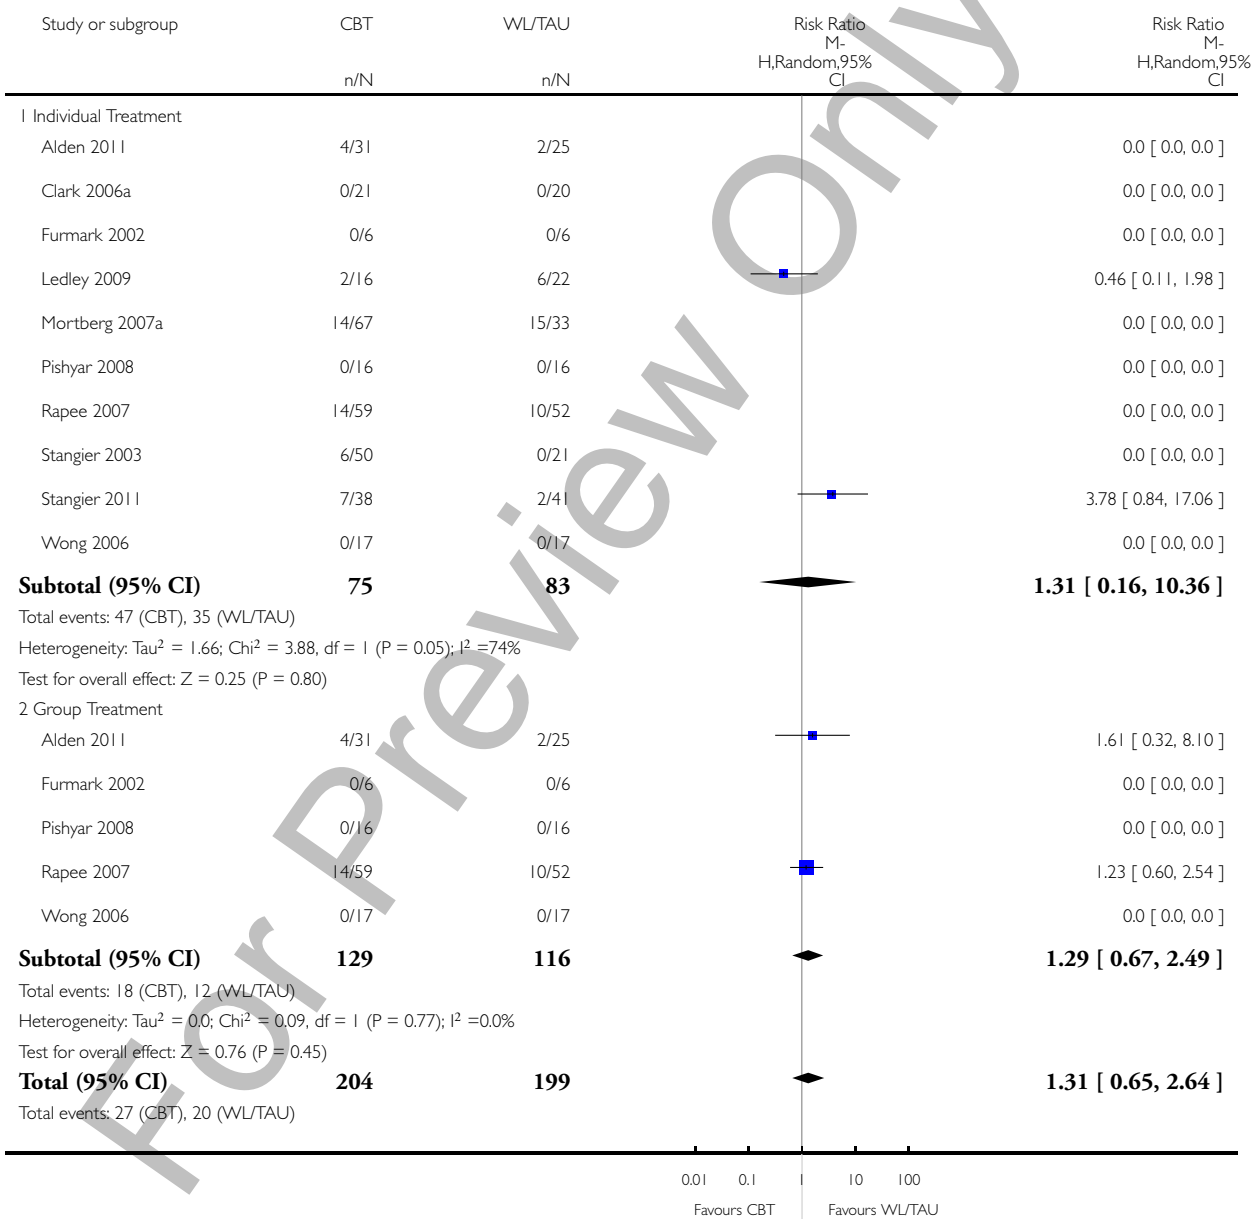 Study or subgroup CBT WL/TAU Risk Ratio Risk Ratio
M- M-
H,Random,95% H,Random,95%
n/N n/N CI CI
1 Individual Treatment
Alden 2011 4/31 2/25 0.0 [ 0.0, 0.0 ]
Clark 2006a 0/21 0/20 0.0 [ 0.0, 0.0 ]
Furmark 2002 0/6 0/6 0.0 [ 0.0, 0.0 ]
Ledley 2009 2/16 6/22 0.46 [ 0.11, 1.98 ]
Mortberg 2007a 14/67 15/33 0.0 [ 0.0, 0.0 ]
Pishyar 2008 0/16 0/16 0.0 [ 0.0, 0.0 ]
Rapee 2007 14/59 10/52 0.0 [ 0.0, 0.0 ]
Stangier 2003 6/50 0/21 0.0 [ 0.0, 0.0 ]
Stangier 2011 7/38 2/41 3.78 [ 0.84, 17.06 ]
Wong 2006 0/17 0/17 0.0 [ 0.0, 0.0 ]
Subtotal (95% CI) 75 83 1.31 [ 0.16, 10.36 ]
Total events: 47 (CBT), 35 (WL/TAU)
Heterogeneity: Tau² = 1.66; Chi² = 3.88, df = 1 (P = 0.05); I² =74%
Test for overall effect: Z = 0.25 (P = 0.80)
2 Group Treatment
Alden 2011 4/31 2/25 1.61 [ 0.32, 8.10 ]
Furmark 2002 0/6 0/6 0.0 [ 0.0, 0.0 ]
Pishyar 2008 0/16 0/16 0.0 [ 0.0, 0.0 ]
Rapee 2007 14/59 10/52 1.23 [ 0.60, 2.54 ]
Wong 2006 0/17 0/17 0.0 [ 0.0, 0.0 ]
Subtotal (95% CI) 129 116 1.29 [ 0.67, 2.49 ]
Total events: 18 (CBT), 12 (WL/TAU)
Heterogeneity: Tau² = 0.0; Chi² = 0.09, df = 1 (P = 0.77); I² =0.0%
Test for overall effect: Z = 0.76 (P = 0.45)
Total (95% CI) 204 199 1.31 [ 0.65, 2.64 ]
Total events: 27 (CBT), 20 (WL/TAU)
0.01 0.1 1 10 100
Favours CBT Favours WL/TAU
For Preview Only